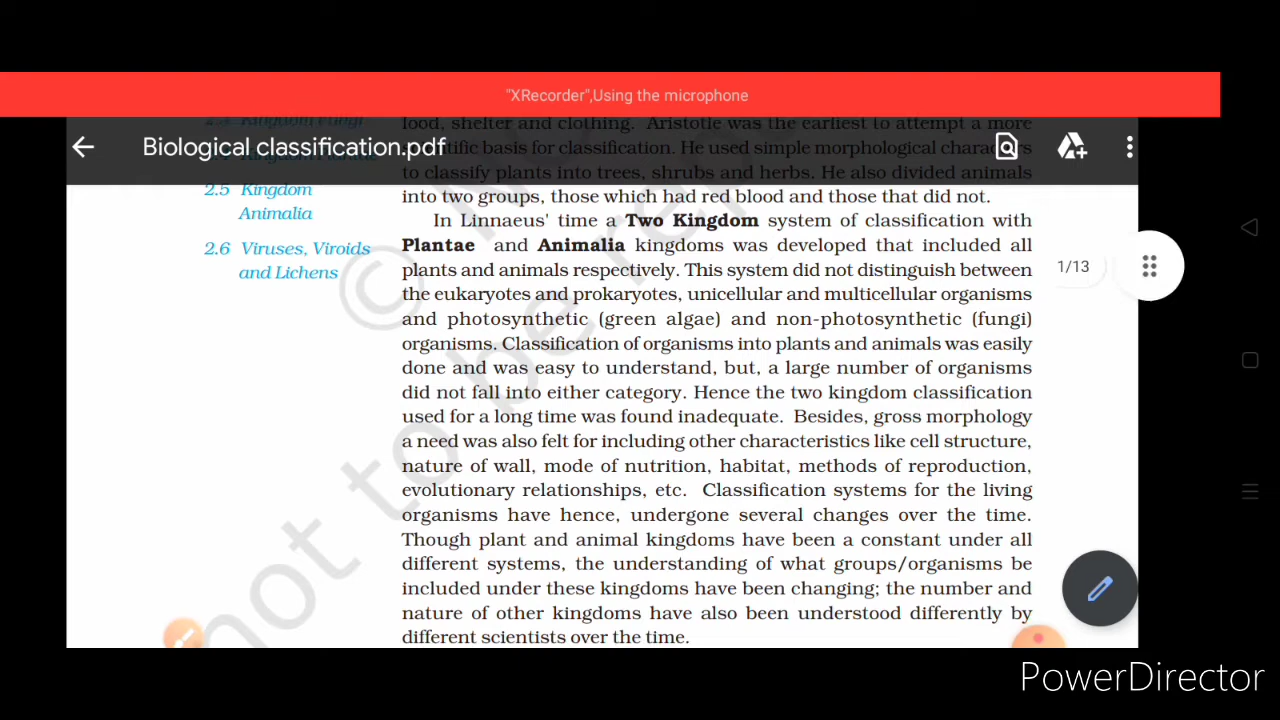 "XRecorder",Using the microphone
Biological classification.pdf
food, shelter and clothing. Aristotle was the earliest to attempt a more
scientific basis for classification. He used simple morphological characters
to classify plants into trees, shrubs and herbs. He also divided animals
into two groups, those which had red blood and those that did not.
In Linnaeus' time a Two Kingdom system of classification with
Plantae and Animalia kingdoms was developed that included all
plants and animals respectively. This system did not distinguish between
the eukaryotes and prokaryotes, unicellular and multicellular organisms
and photosynthetic (green algae) and non-photosynthetic (fungi)
organisms. Classification of organisms into plants and animals was easily
done and was easy to understand, but, a large number of organisms
did not fall into either category. Hence the two kingdom classification
used for a long time was found inadequate. Besides, gross morphology
a need was also felt for including other characteristics like cell structure,
nature of wall, mode of nutrition, habitat, methods of reproduction,
evolutionary relationships, etc. Classification systems for the living
organisms have hence, undergone several changes over the time.
Though plant and animal kingdoms have been a constant under all
different systems, the understanding of what groups/organisms be
included under these kingdoms have been changing; the number and
nature of other kingdoms have also been understood differently by
different scientists over the time.
Kingdom Fungi
2.5 Kingdom
Animalia
2.6 Viruses, Viroids
and Lichens
1/13
© 
not to be
PowerDirector